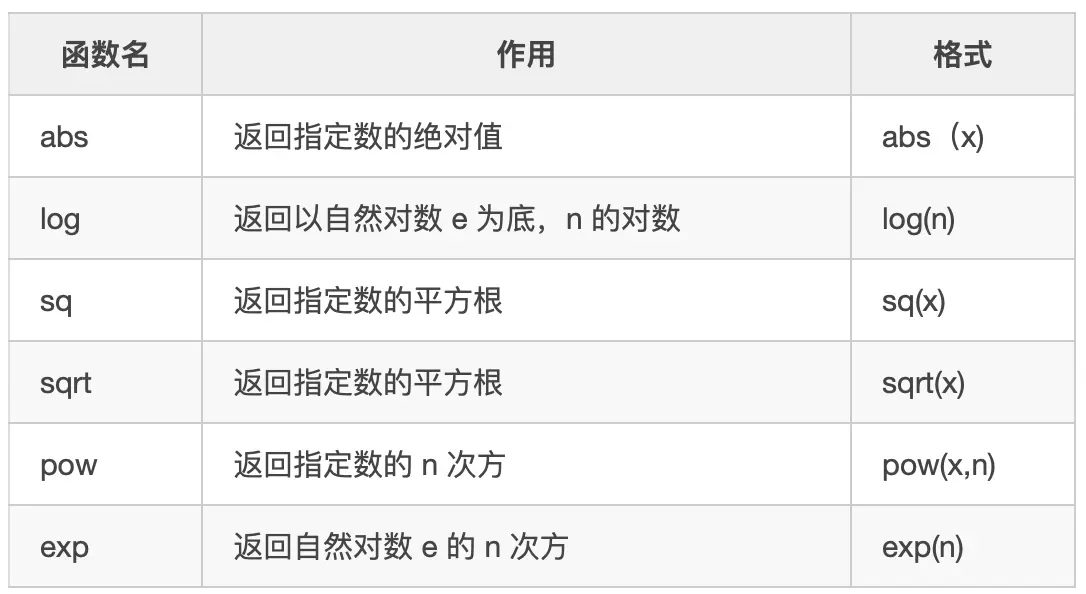 函数名 作用 格式
abs 返回指定数的绝对值 abs（x)
log 返回以自然对数 e 为底，n 的对数 log(n)
sq 返回指定数的平方根 sq(x)
sqrt 返回指定数的平方根 sqrt(x)
pow 返回指定数的 n 次方 pow(x,n)
exp 返回自然对数 e 的 n 次方 exp(n)